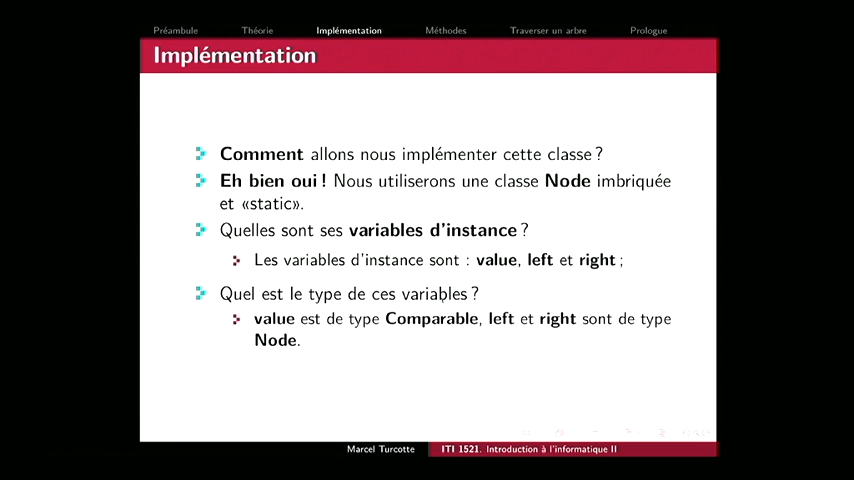 Préambule Théorie Implémentation Méthodes Traverser un arbre Prologue
Implémentation
Comment allons nous implémenter cette classe ?
Eh bien oui ! Nous utiliserons une classe Node imbriquée
et «static».
Quelles sont ses variables d'instance ?
Les variables d'instance sont : value, left et right ;
Quel est le type de ces variables ?
value est de type Comparable, left et right sont de type
Node.
Marcel Turcotte ITI 1521. Introduction à l'informatique II